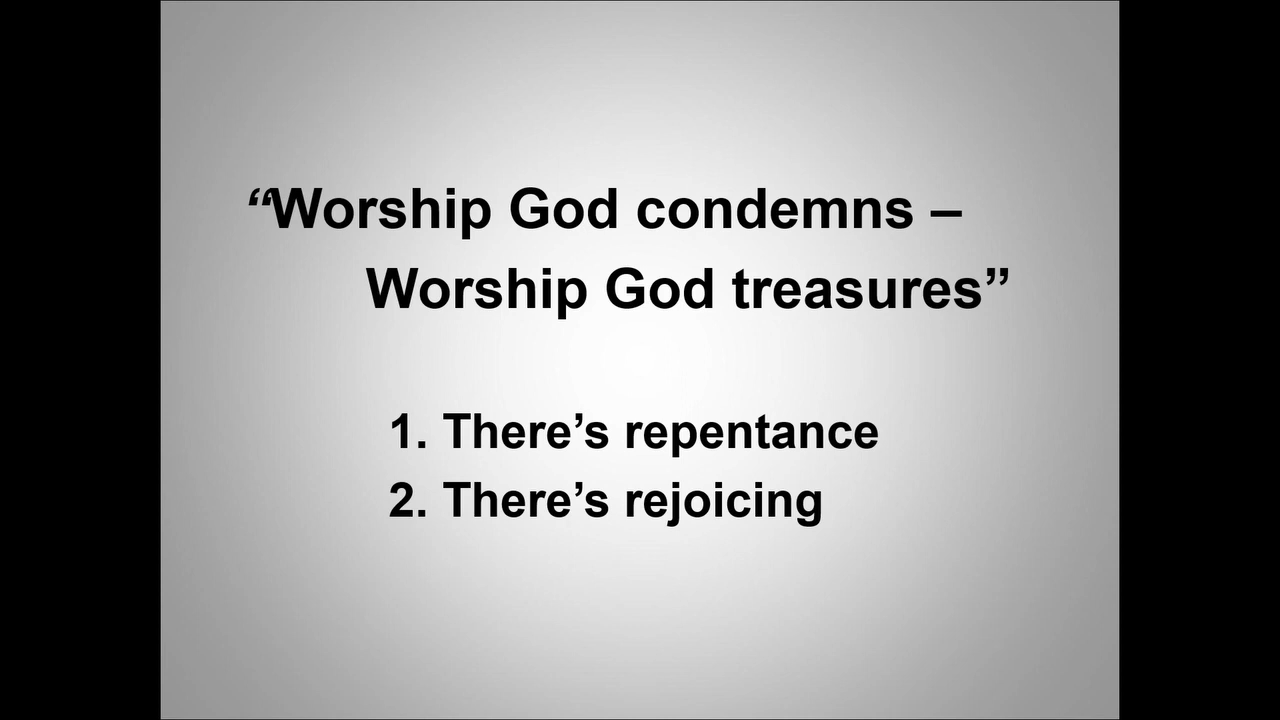 “Worship God condemns –
Worship God treasures”
1. There’s repentance
2. There’s rejoicing